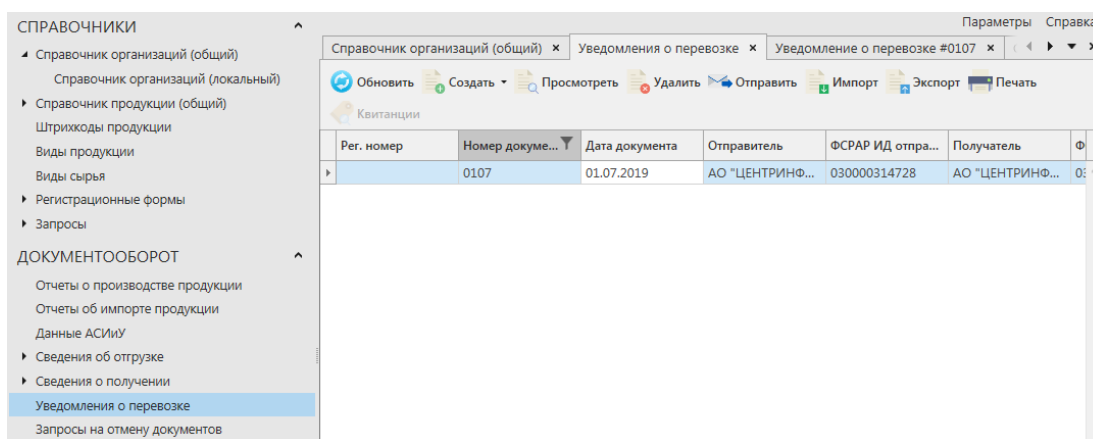 СПРАВОЧНИКИ
Справочник организаций (общий)
Справочник организаций (локальный)
Справочник продукции (общий)
Штрихкоды продукции
Виды продукции
Виды сырья
Регистрационные формы
Запросы
ДОКУМЕНТООБОРОТ
Отчеты о производстве продукции
Отчеты об импорте продукции
Данные АСИиУ
Сведения об отгрузке
Сведения о получении
Уведомления о перевозке
Запросы на отмену документов
Параметры Справка
Справочник организаций (общий) × Уведомления о перевозке × Уведомление о перевозке #0107 ×
Обновить Создать Просмотреть Удалить Отправить Импорт Экспорт Печать
Квитанции
Рег. номер Номер докуме... Дата документа Отправитель ФСРАР ИД отпра... Получатель Ф
0107 01.07.2019 АО "ЦЕНТРИНФ... 030000314728 АО "ЦЕНТРИНФ... 03